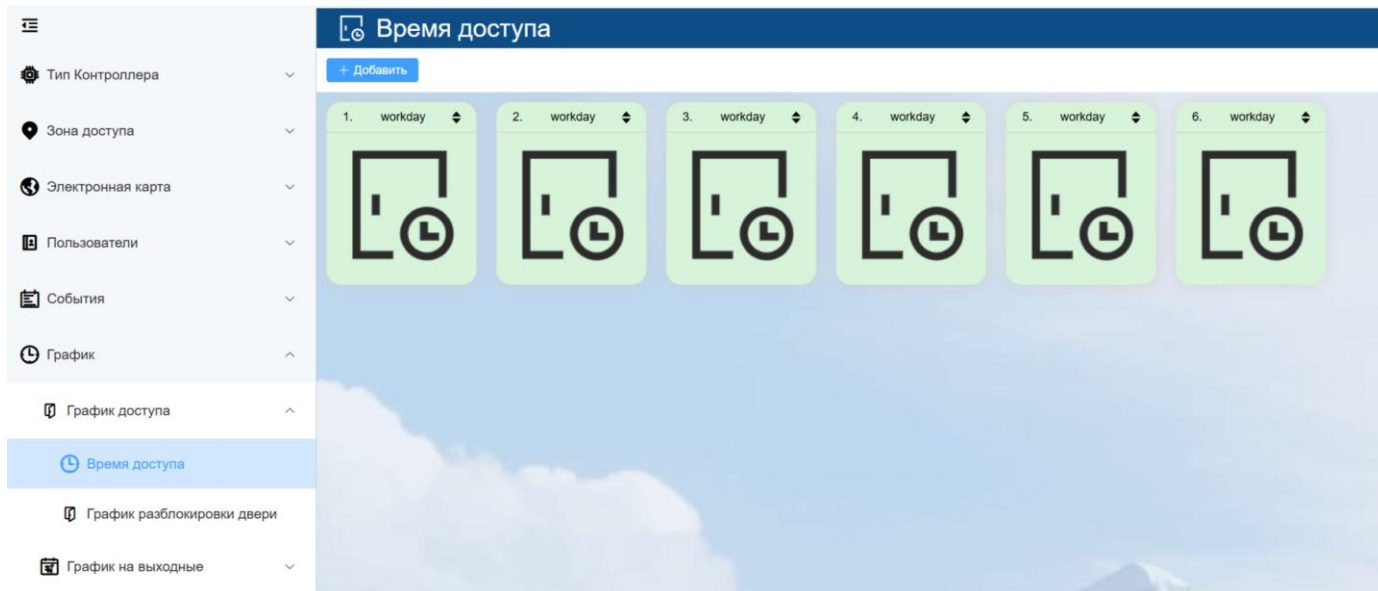 Время доступа
Тип Контроллера
+ Добавить
1. workday
2. workday
3. workday
4. workday
5. workday
6. workday
Зона доступа
Электронная карта
Пользователи
События
График
График доступа
Время доступа
График разблокировки двери
График на выходные